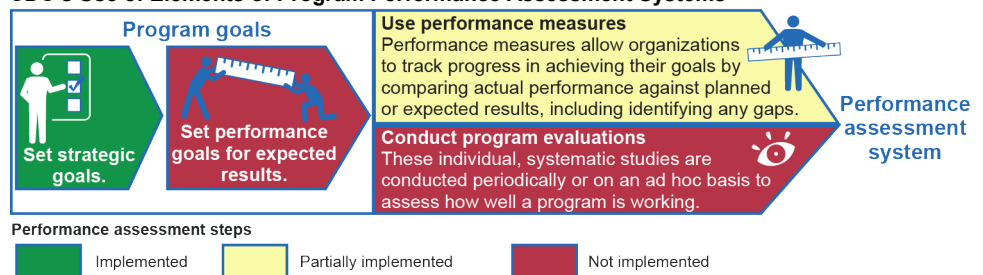 Program goals
Set strategic
goals.
Set performance
goals for expected
results.
Use performance measures
Performance measures allow organizations
to track progress in achieving their goals by
comparing actual performance against planned
or expected results, including identifying any gaps.
Conduct program evaluations
These individual, systematic studies are
conducted periodically or on an ad hoc basis to
assess how well a program is working.
Performance
assessment
system
Performance assessment steps
Implemented
Partially implemented
Not implemented